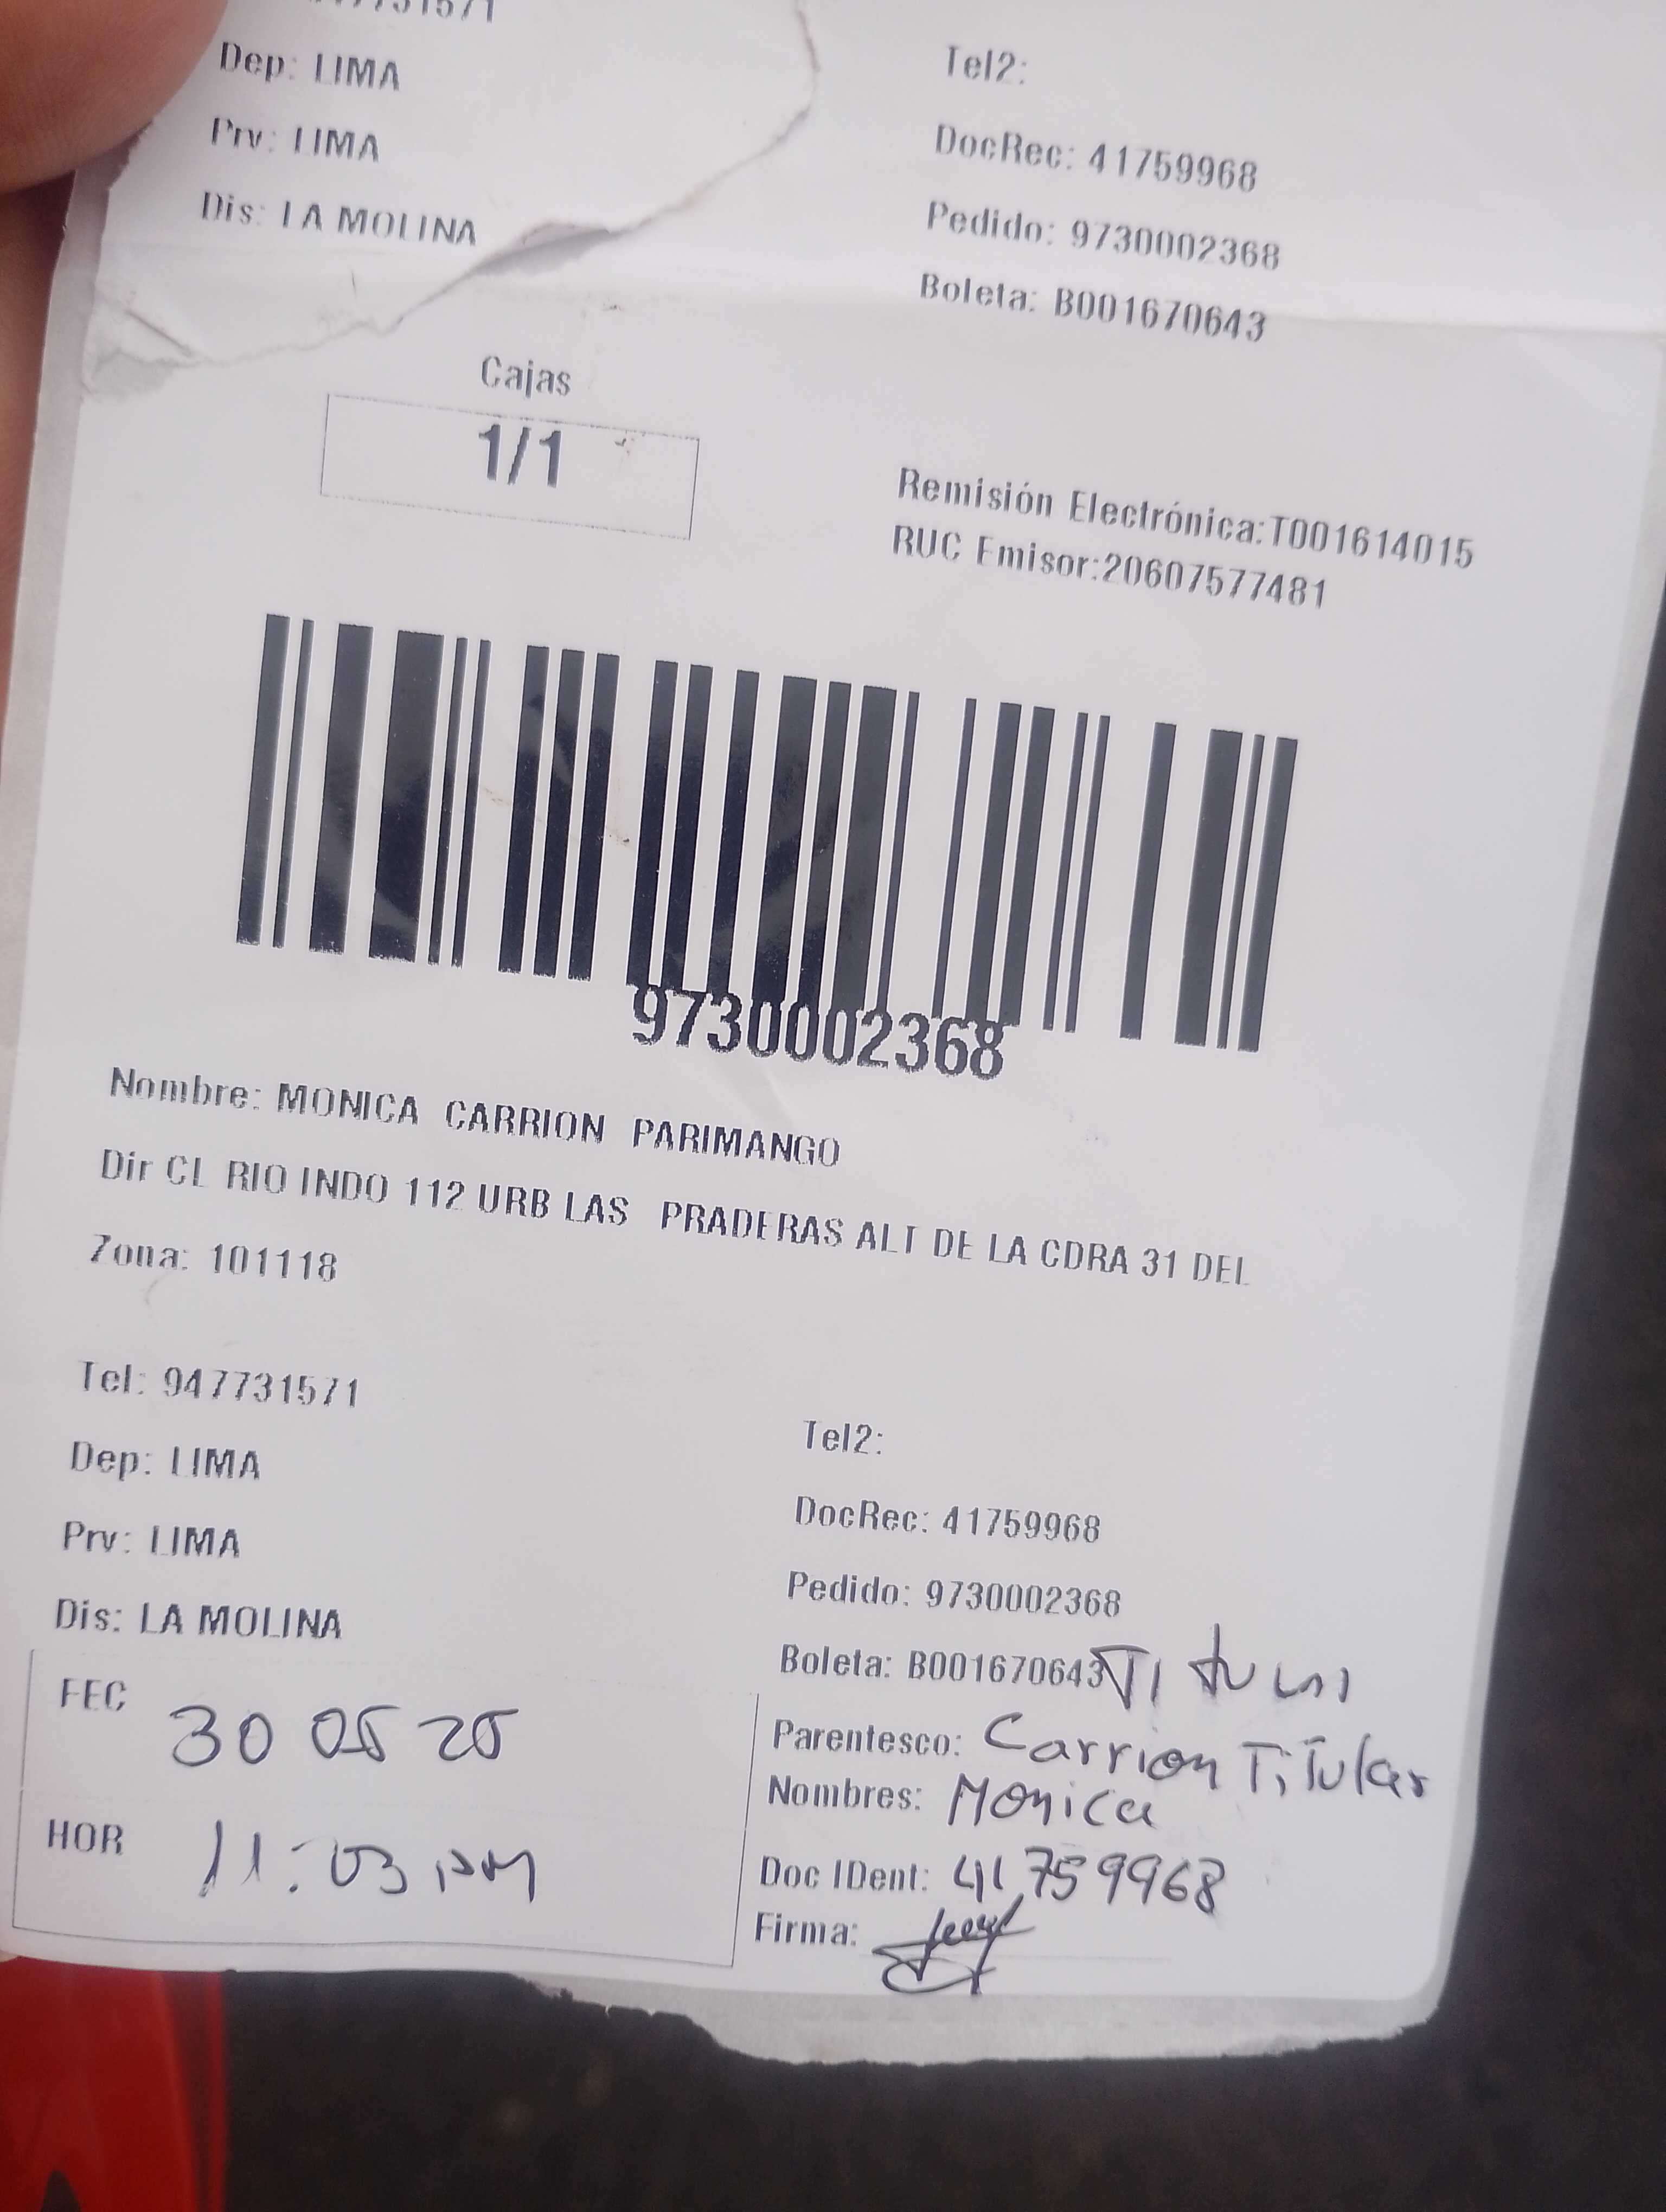 Dep: LIMA
Tel2:
Prv: LIMA
DocRec: 41759968
Dis: LA MOLINA
Pedido: 9730002368
Boleta: B001670643
Cajas
1/1
Remisión Electrónica:T001614015
RUC Emisor:20607577481
9730002368
Nombre: MONICA CARRION PARIMANGO
Dir CL RIO INDO 112 URB LAS PRADERAS ALT DE LA CDRA 31 DEL
Zona: 101118
Tel: 947731571
Tel2:
Dep: LIMA
DocRec: 41759968
Prv: LIMA
Pedido: 9730002368
Dis: LA MOLINA
Boleta: B001670643
FEC 30 05 25
Parentesco: Carrion Titular
Nombres: Monica
HOR 11:03 PM
Doc IDent: 41759968
Firma: